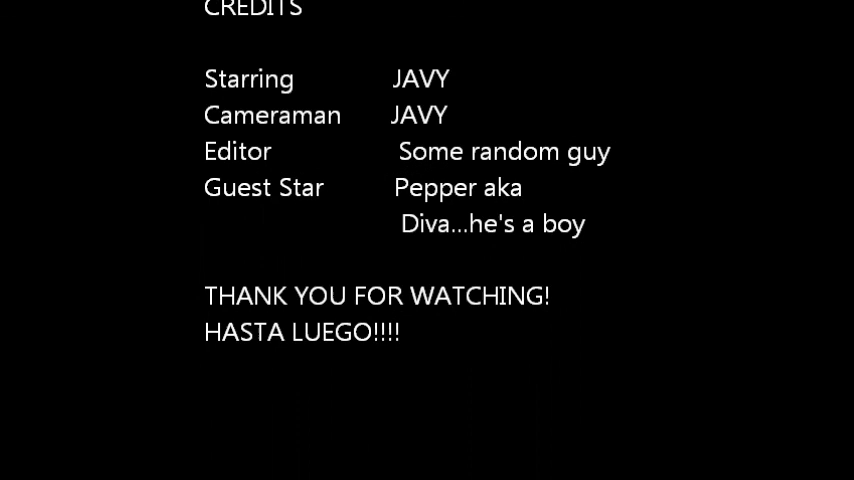 CREDITS
Starring JAVY
Cameraman JAVY
Editor Some random guy
Guest Star Pepper aka
Diva...he's a boy
THANK YOU FOR WATCHING!
HASTA LUEGO!!!!